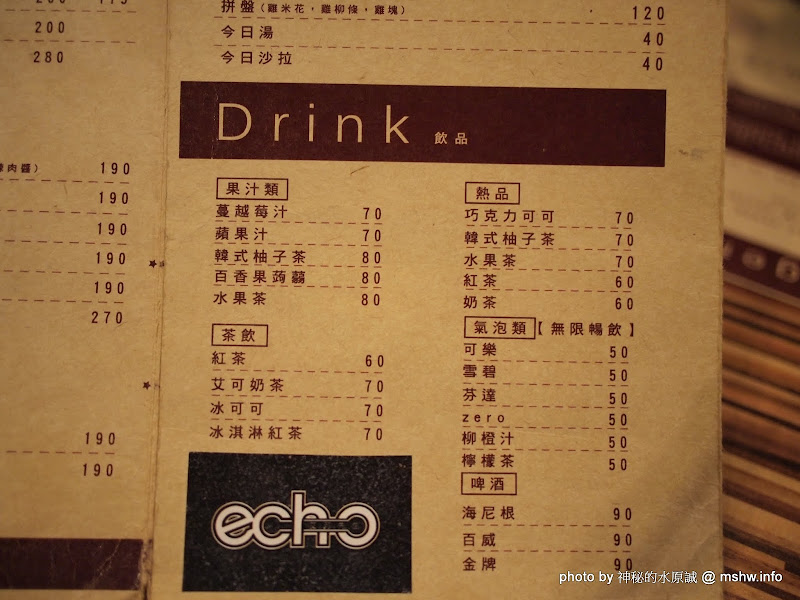 200 175
200
280
辣肉醬） 190
190
190
190
190
270
190
190
拼盤（雞米花，雞柳條，雞塊） 120
今日湯 40
今日沙拉 40
Drink 飲品
果汁類
蔓越莓汁 70
蘋果汁 70
韓式柚子茶 80
百香果蒟蒻 80
水果茶 80
茶飲
紅茶 60
艾可奶茶 70
冰可可 70
冰淇淋紅茶 70
echo
熱品
巧克力可可 70
韓式柚子茶 70
水果茶 70
紅茶 60
奶茶 60
氣泡類【無限暢飲】
可樂 50
雪碧 50
芬達 50
zero 50
柳橙汁 50
檸檬茶 50
啤酒
海尼根 90
百威 90
金牌 90
photo by 神秘的水原誠 @ mshw.info